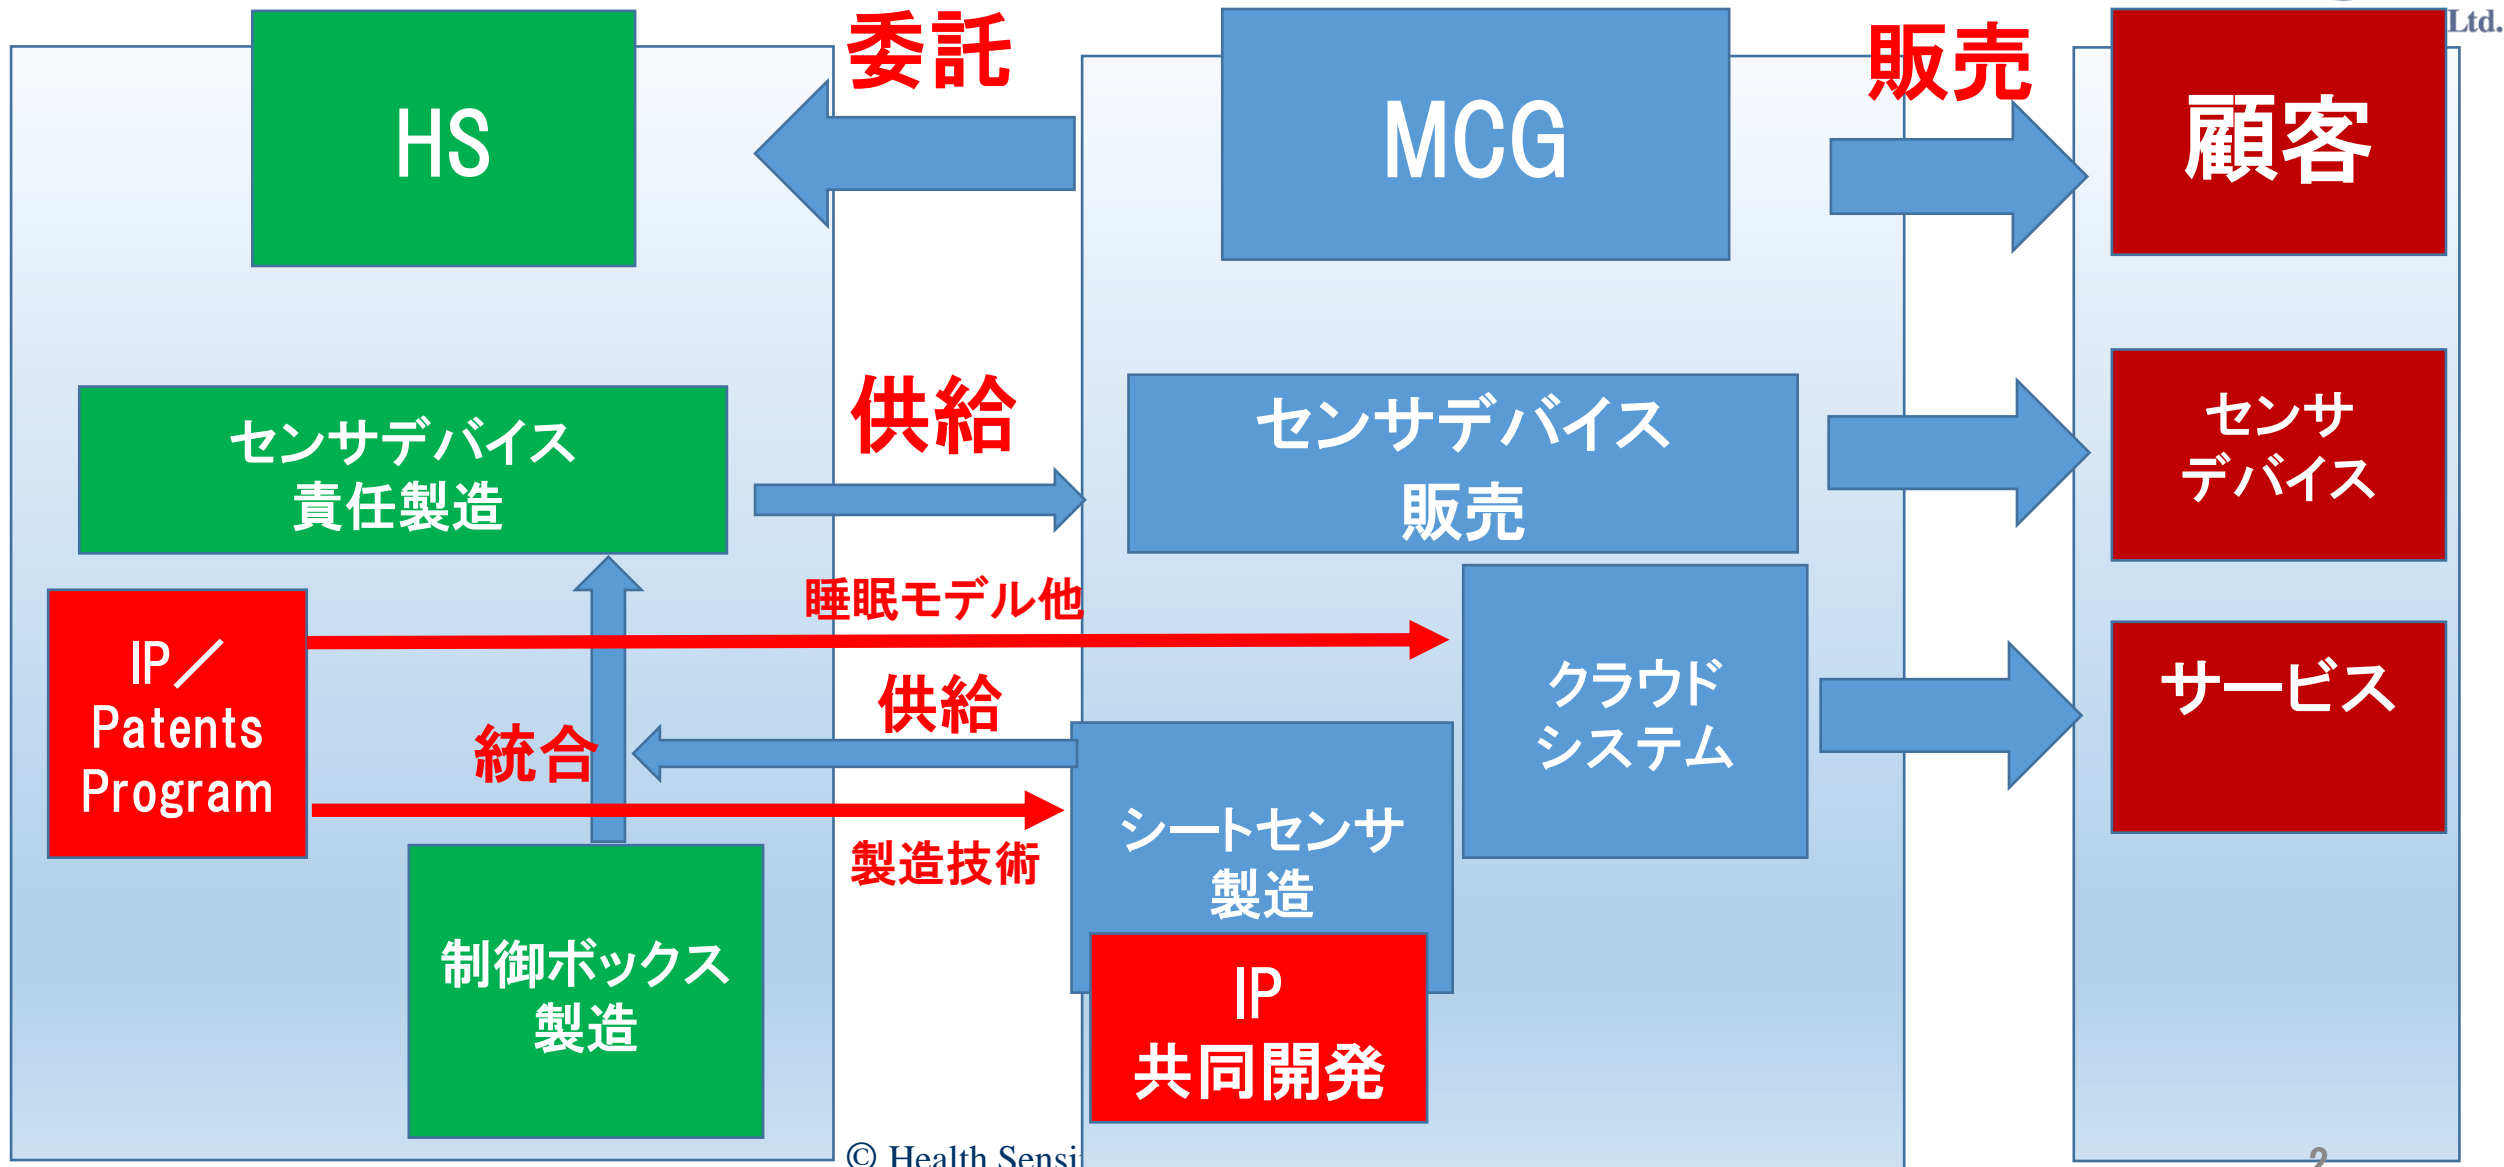 委託
販売
Ltd.
HS
MCG
顧客
供給
センサデバイス
責任製造
センサデバイス
販売
センサ
デバイス
睡眠モデル他
IP／
Patents
Program
供給
統合
クラウド
システム
サービス
製造技術
シートセンサ
製造
制御ボックス
製造
IP
共同開発
© Health